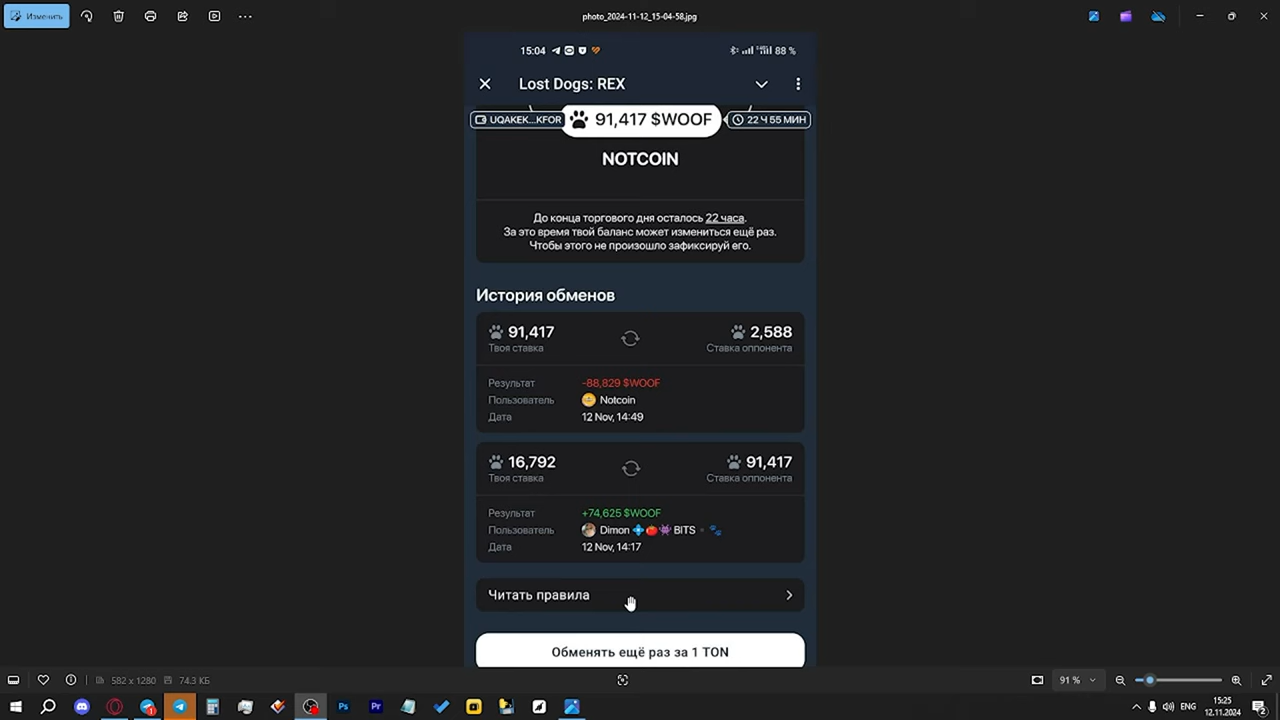 Изменить
photo_2024-11-12_15-04-58.jpg
15:04
88 %
Lost Dogs: REX
UQAKEK...KFOR
91,417 $WOOF
22 Ч 55 МИН
NOTCOIN
До конца торгового дня осталось 22 часа.
За это время твой баланс может измениться ещё раз.
Чтобы этого не произошло зафиксируй его.
История обменов
91,417 2,588
Твоя ставка Ставка оппонента
Результат -88,829 $WOOF
Пользователь Notcoin
Дата 12 Nov, 14:49
16,792 91,417
Твоя ставка Ставка оппонента
Результат +74,625 $WOOF
Пользователь Dimon BITS
Дата 12 Nov, 14:17
Читать правила
Обменять ещё раз за 1 TON
582 x 1280 74.3 КБ
91 %
Ps Pr
ENG
15:25
12.11.2024
2